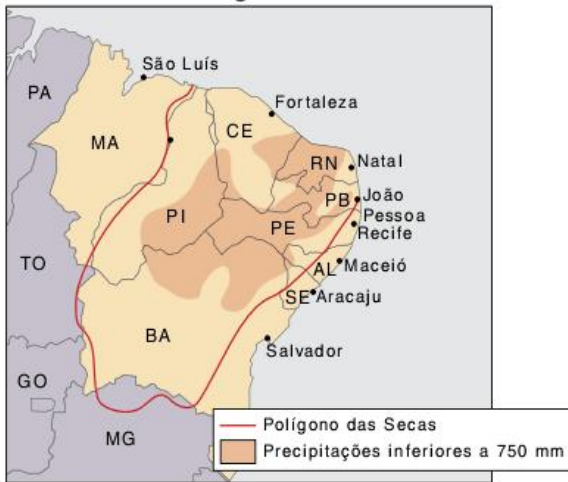 São Luís
PA
Fortaleza
MA
CE
RN
Natal
PB
João
Pessoa
PI
PE
Recife
TO
AL
Maceió
SE
Aracaju
BA
Salvador
GO
MG
Polígono das Secas
Precipitações inferiores a 750 mm